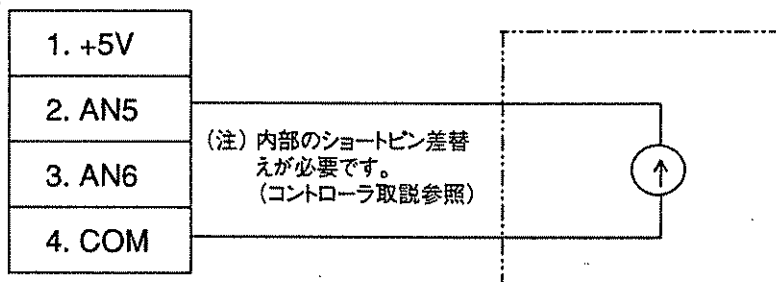 1. +5V
2. AN5
3. AN6
4. COM
(注) 内部のショートピン差替
えが必要です。
(コントローラ取説参照)